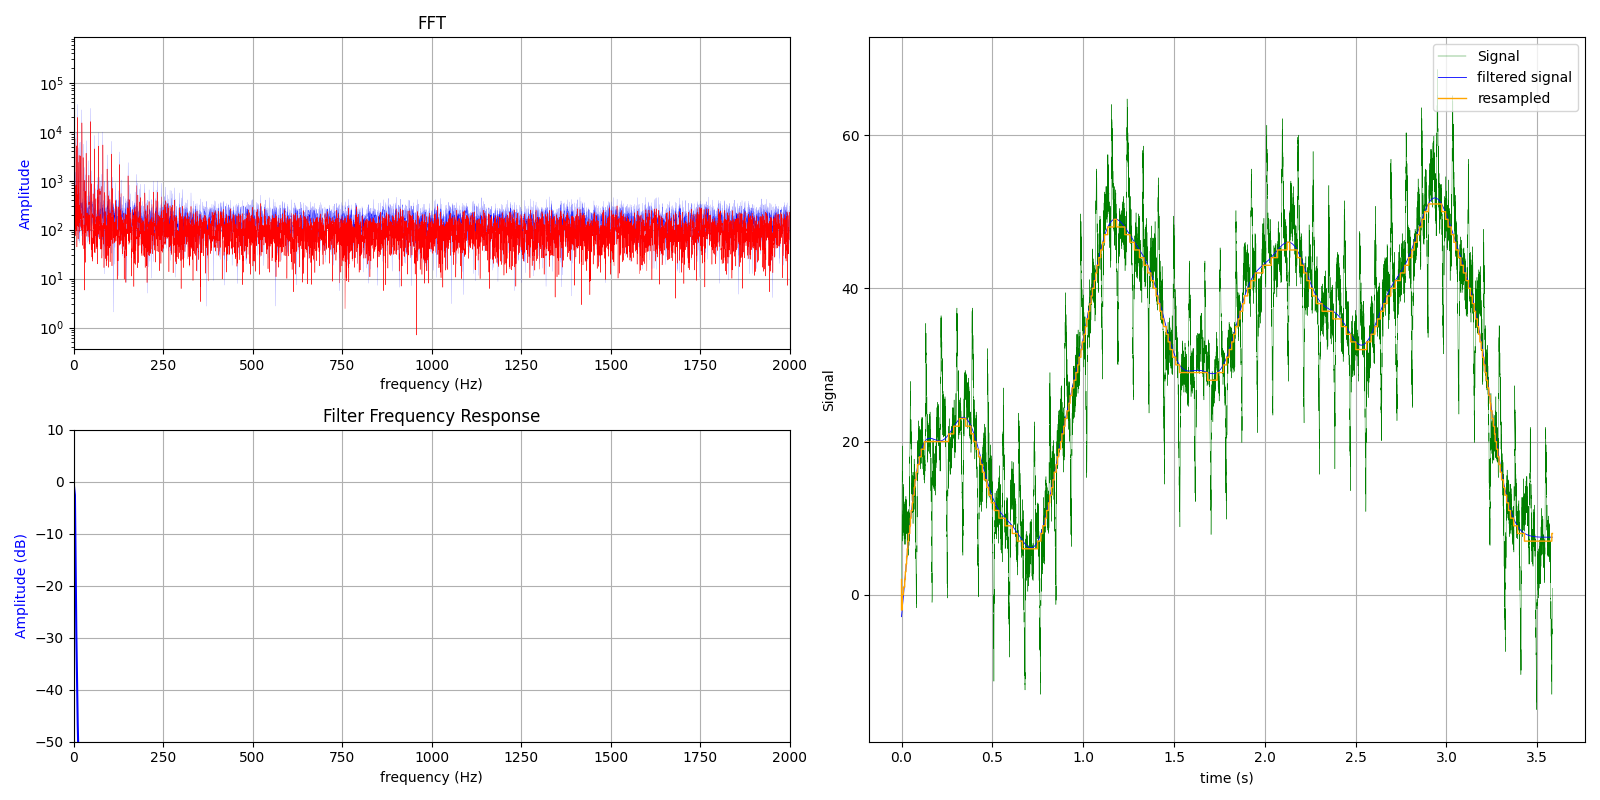 FFT
Amplitude
10^5
10^4
10^3
10^2
10^1
10^0
0 250 500 750 1000 1250 1500 1750 2000
frequency (Hz)
Filter Frequency Response
Amplitude (dB)
10
0
−10
−20
−30
−40
−50
0 250 500 750 1000 1250 1500 1750 2000
frequency (Hz)
Signal
filtered signal
resampled
Signal
60
40
20
0
0.0 0.5 1.0 1.5 2.0 2.5 3.0 3.5
time (s)